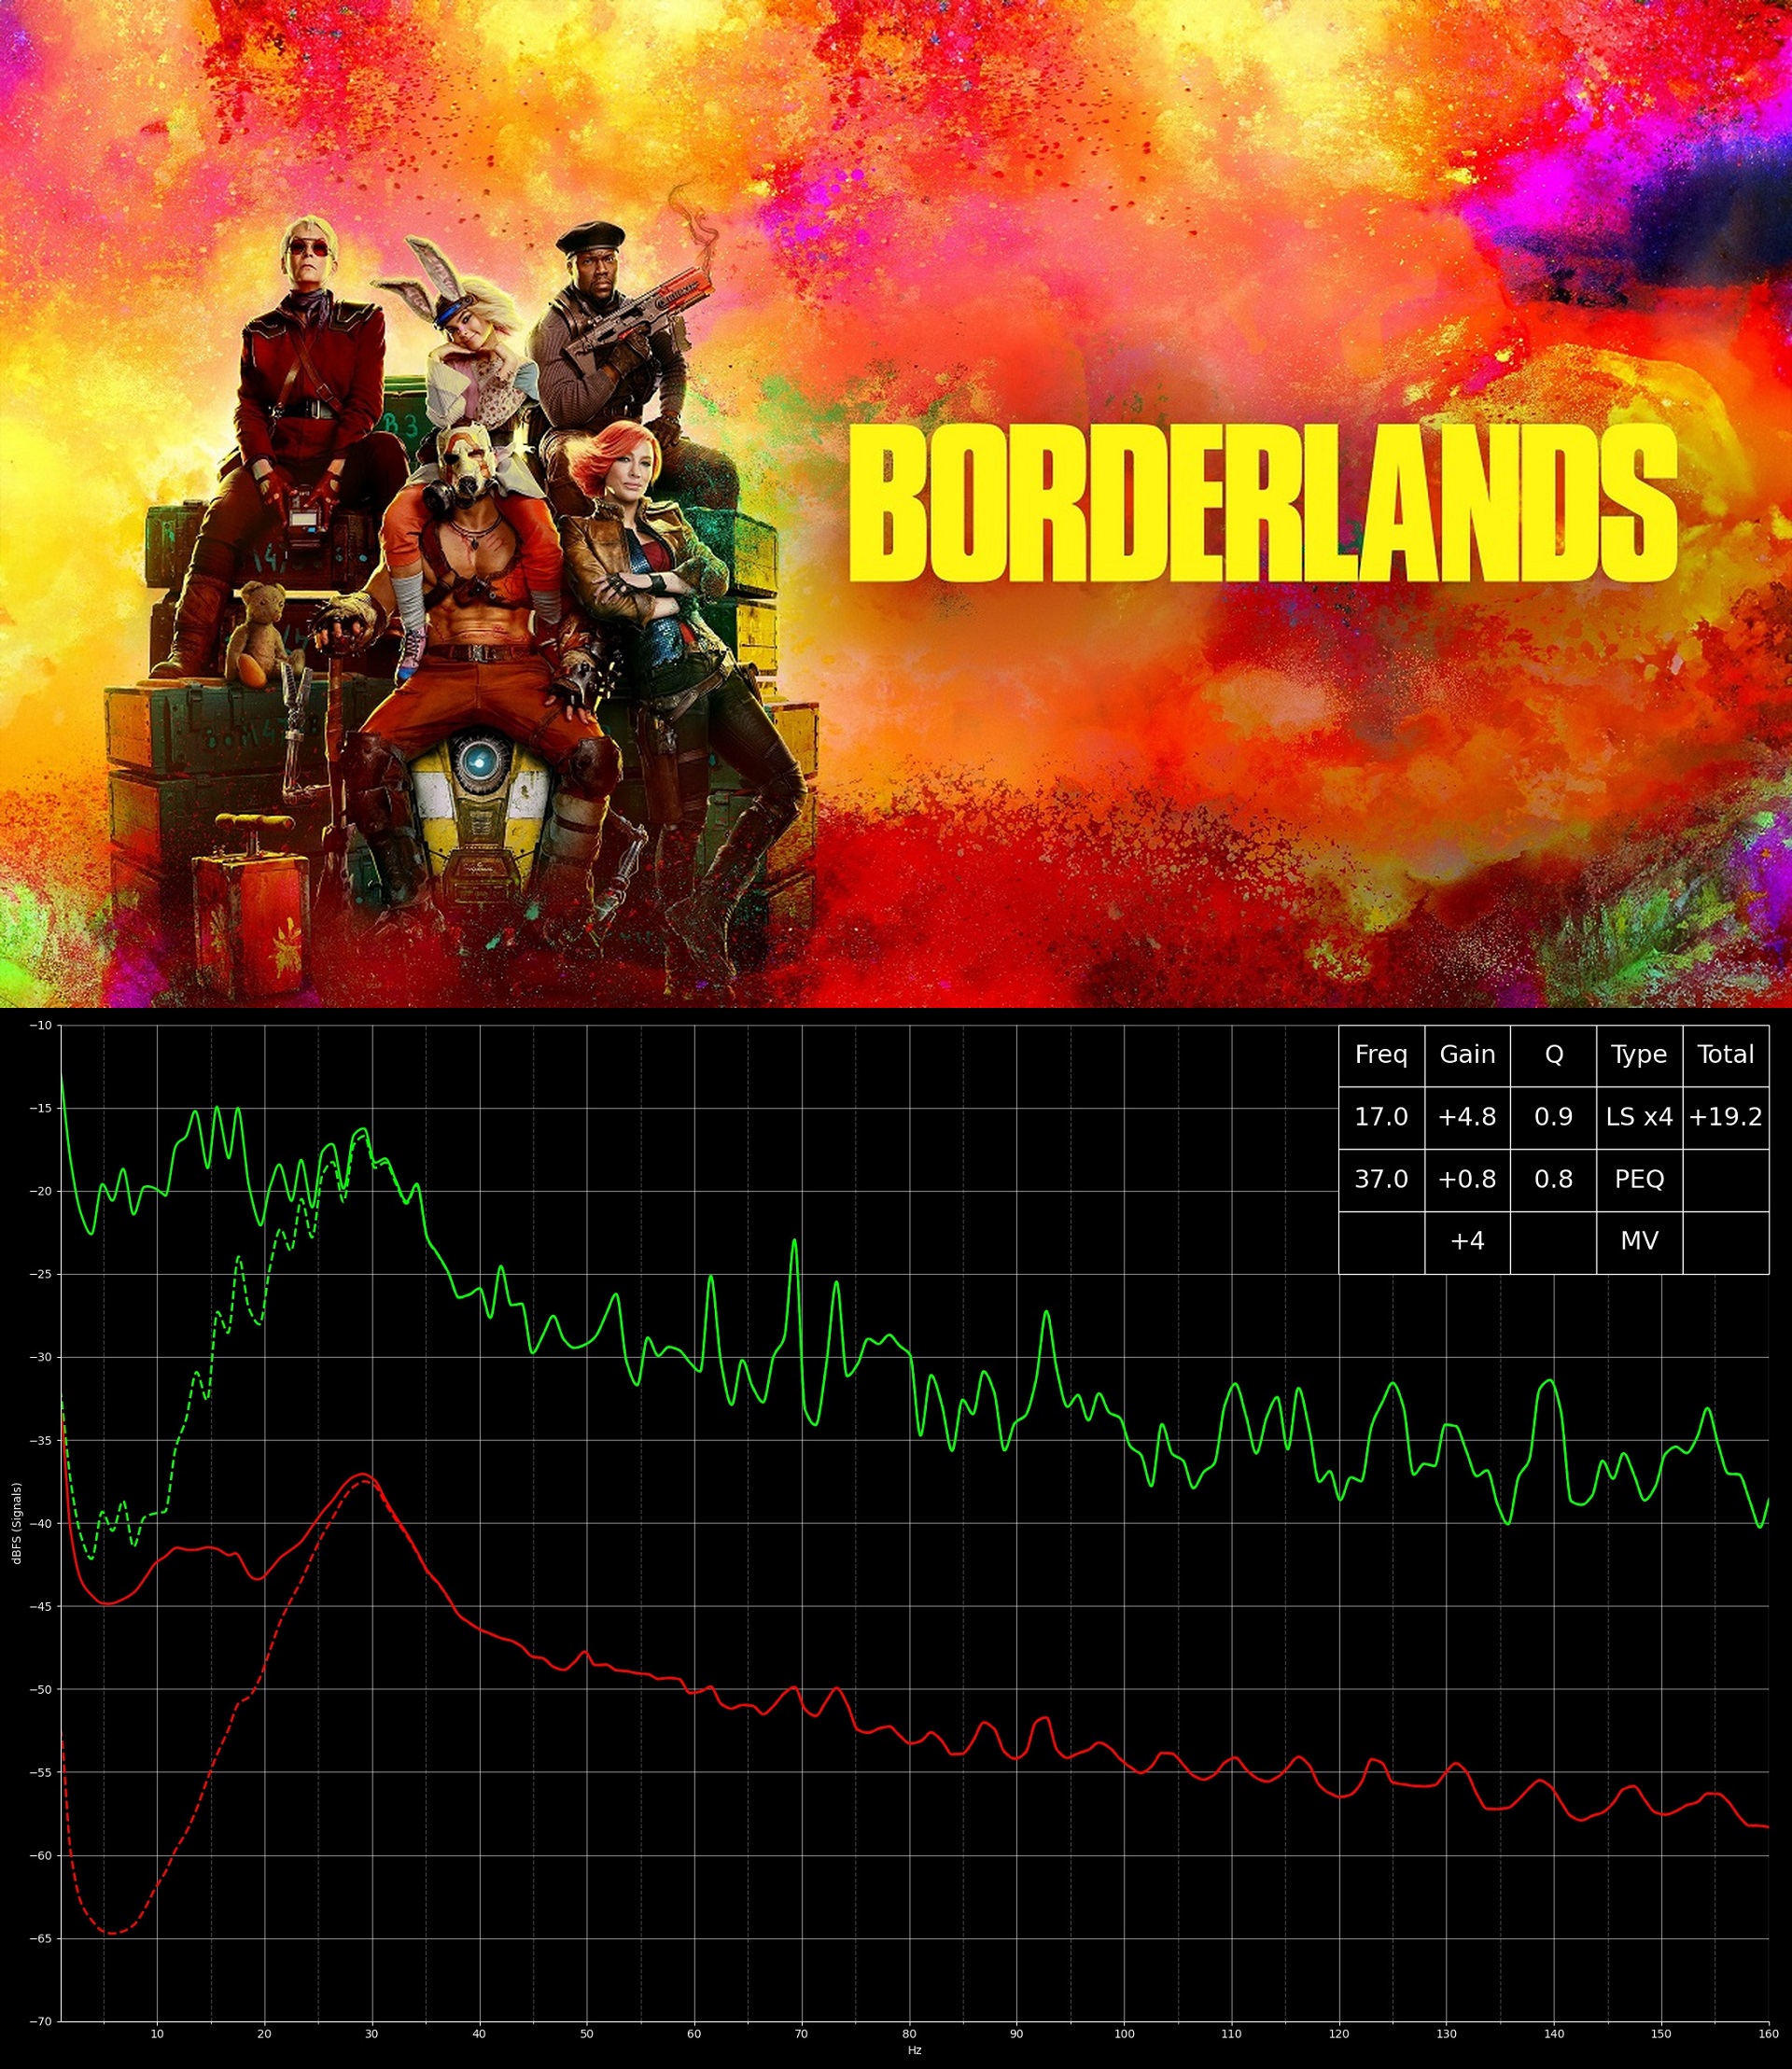 BORDERLANDS
Freq Gain Q Type Total
17.0 +4.8 0.9 LS x4 +19.2
37.0 +0.8 0.8 PEQ
+4 MV
−10
−15
−20
−25
−30
−35
−40
−45
−50
−55
−60
−65
−70
dBFS (Signals)
10 20 30 40 50 60 70 80 90 100 110 120 130 140 150 160
Hz